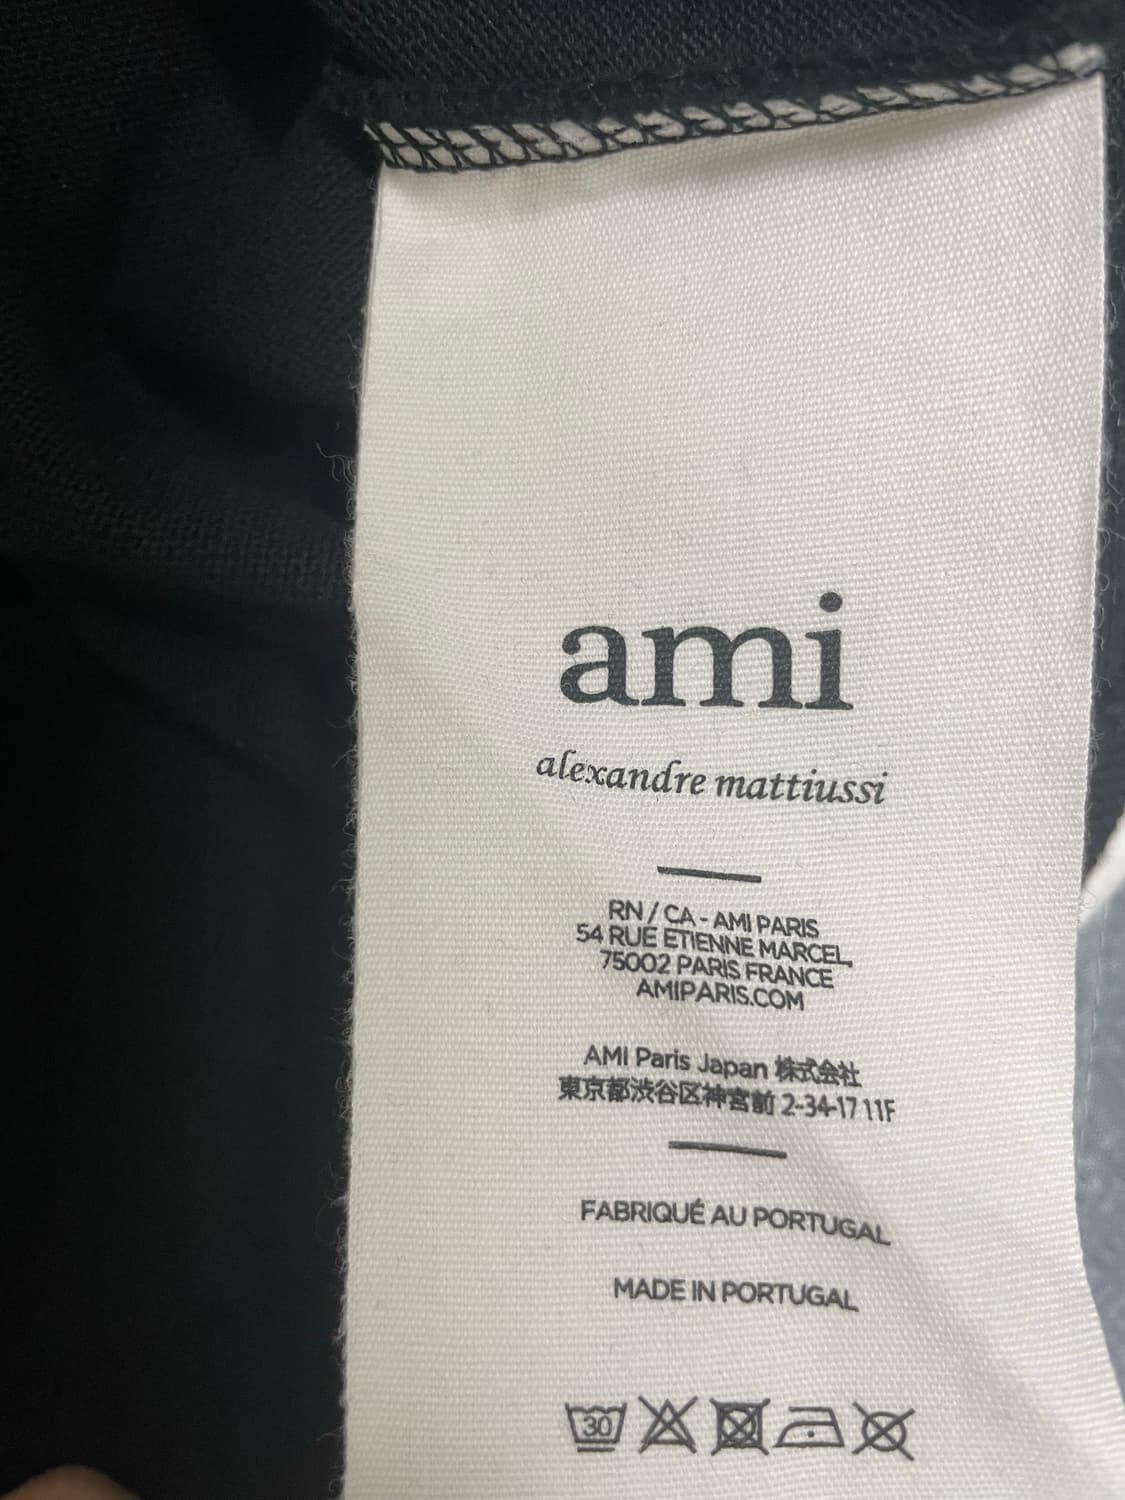 ami
alexandre mattiussi
RN / CA - AMI PARIS
54 RUE ETIENNE MARCEL,
75002 PARIS FRANCE
AMIPARIS.COM
AMI Paris Japan 株式会社
東京都渋谷区神宮前 2-34-17 11F
FABRIQUÉ AU PORTUGAL
MADE IN PORTUGAL
30